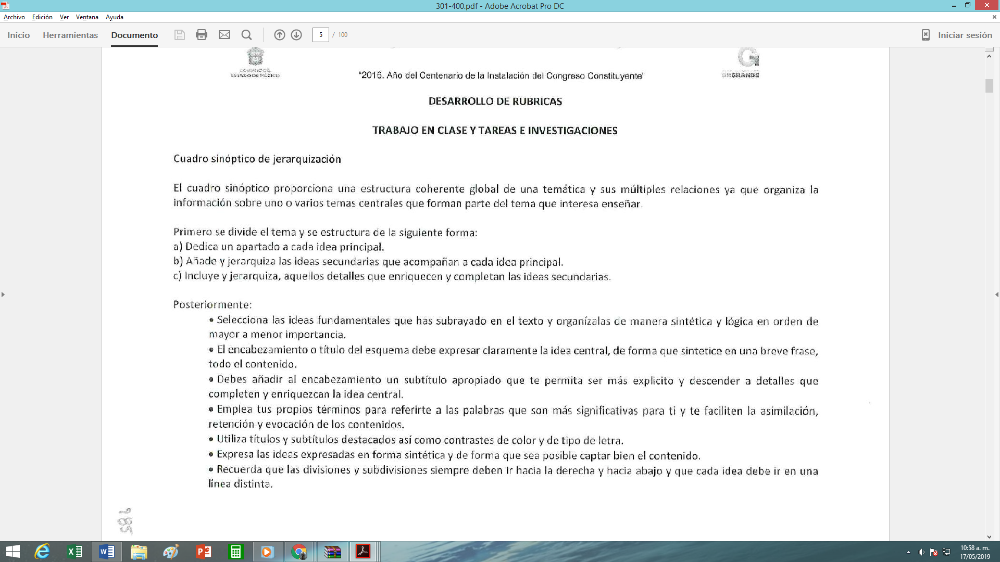 301-400.pdf - Adobe Acrobat Pro DC
Archivo Edición Ver Ventana Ayuda
Inicio Herramientas Documento 5 / 100 Iniciar sesión
GOBIERNO DEL
ESTADO DE MÉXICO
"2016. Año del Centenario de la Instalación del Congreso Constituyente"
GRANDE
DESARROLLO DE RUBRICAS
TRABAJO EN CLASE Y TAREAS E INVESTIGACIONES
Cuadro sinóptico de jerarquización
El cuadro sinóptico proporciona una estructura coherente global de una temática y sus múltiples relaciones ya que organiza la
información sobre uno o varios temas centrales que forman parte del tema que interesa enseñar.
Primero se divide el tema y se estructura de la siguiente forma:
a) Dedica un apartado a cada idea principal.
b) Añade y jerarquiza las ideas secundarias que acompañan a cada idea principal.
c) Incluye y jerarquiza, aquellos detalles que enriquecen y completan las ideas secundarias.
Posteriormente:
• Selecciona las ideas fundamentales que has subrayado en el texto y organízalas de manera sintética y lógica en orden de
mayor a menor importancia.
• El encabezamiento o título del esquema debe expresar claramente la idea central, de forma que sintetice en una breve frase,
todo el contenido.
• Debes añadir al encabezamiento un subtítulo apropiado que te permita ser más explicito y descender a detalles que
completen y enriquezcan la idea central.
• Emplea tus propios términos para referirte a las palabras que son más significativas para ti y te faciliten la asimilación,
retención y evocación de los contenidos.
• Utiliza títulos y subtítulos destacados así como contrastes de color y de tipo de letra.
• Expresa las ideas expresadas en forma sintética y de forma que sea posible captar bien el contenido.
• Recuerda que las divisiones y subdivisiones siempre deben ir hacia la derecha y hacia abajo y que cada idea debe ir en una
línea distinta.
10:58 a. m.
17/05/2019